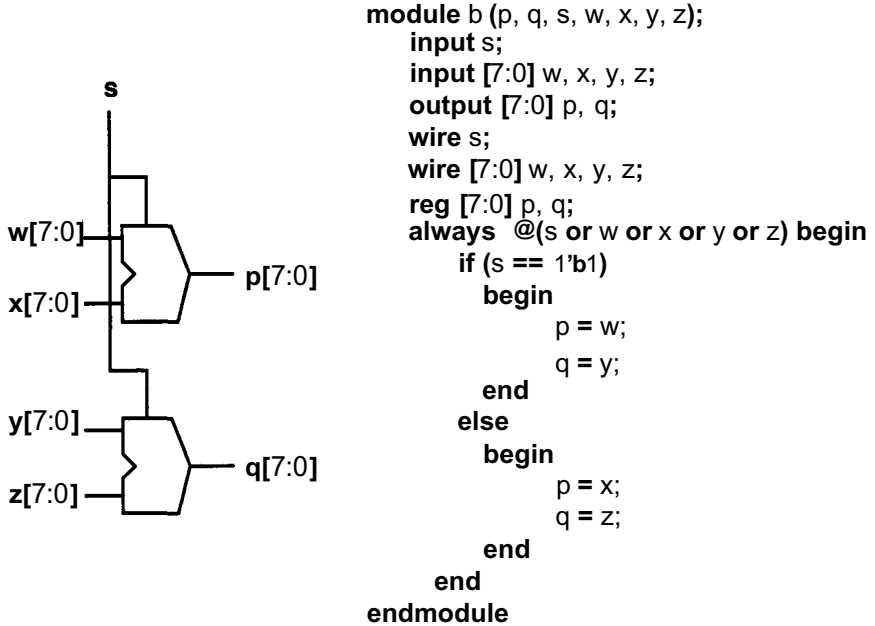 s
w[7:0]
x[7:0]
p[7:0]
y[7:0]
z[7:0]
q[7:0]
module b (p, q, s, w, x, y, z);
input s;
input [7:0] w, x, y, z;
output [7:0] p, q;
wire s;
wire [7:0] w, x, y, z;
reg [7:0] p, q;
always @(s or w or x or y or z) begin
if (s == 1'b1)
begin
p = w;
q = y;
end
else
begin
p = x;
q = z;
end
end
endmodule